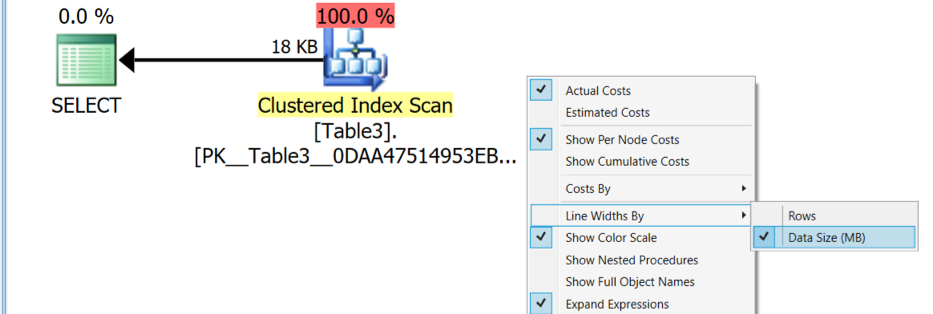 0.0 %
100.0 %
18 KB
SELECT
Clustered Index Scan
[Table3].
[PK__Table3__0DAA47514953EB...
Actual Costs
Estimated Costs
Show Per Node Costs
Show Cumulative Costs
Costs By
Line Widths By
Rows
Show Color Scale
Data Size (MB)
Show Nested Procedures
Show Full Object Names
Expand Expressions